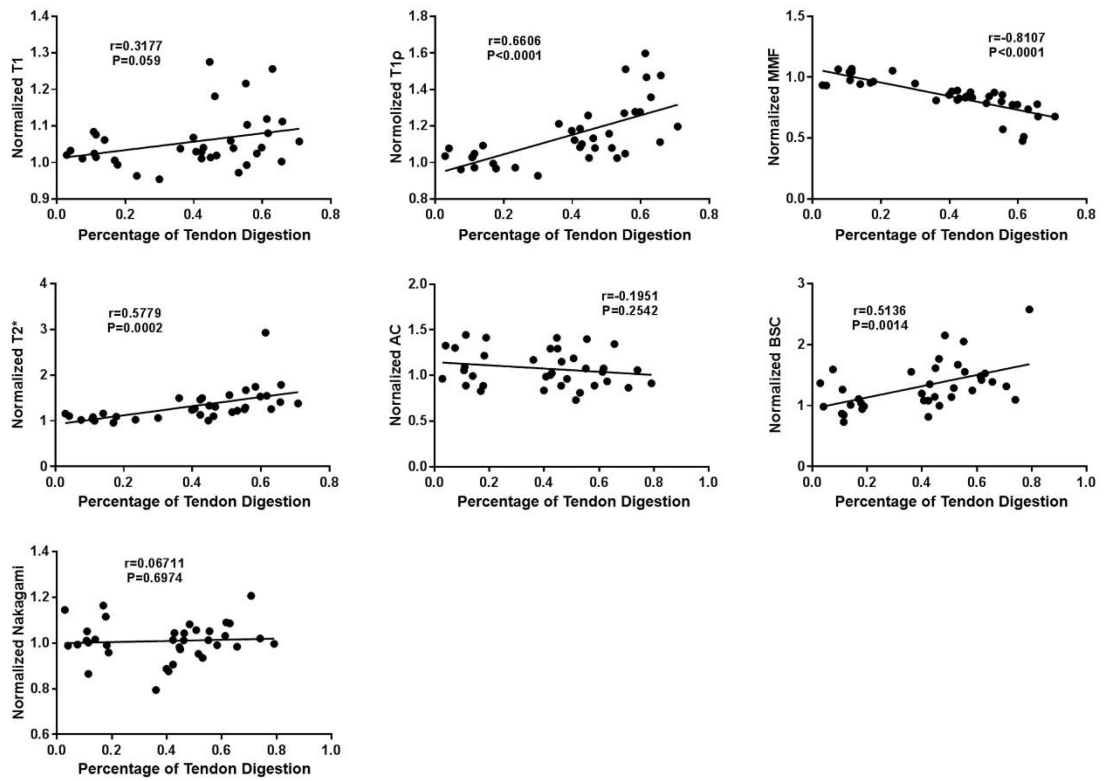 r=0.3177
P=0.059
Normalized T1
1.4
1.3
1.2
1.1
1.0
0.9
0.0 0.2 0.4 0.6 0.8
Percentage of Tendon Digestion
r=0.6606
P<0.0001
Normolized T1ρ
1.8
1.6
1.4
1.2
1.0
0.8
0.0 0.2 0.4 0.6 0.8
Percentage of Tendon Digestion
r=-0.8107
P<0.0001
Normalized MMF
1.5
1.0
0.5
0.0
0.0 0.2 0.4 0.6 0.8
Percentage of Tendon Digestion
r=0.5779
P=0.0002
Normalized T2*
4
3
2
1
0
0.0 0.2 0.4 0.6 0.8
Percentage of Tendon Digestion
r=-0.1951
P=0.2542
Normalized AC
2.0
1.5
1.0
0.5
0.0
0.0 0.2 0.4 0.6 0.8 1.0
Percentage of Tendon Digestion
r=0.5136
P=0.0014
Normalized BSC
3
2
1
0
0.0 0.2 0.4 0.6 0.8 1.0
Percentage of Tendon Digestion
r=0.06711
P=0.6974
Normalized Nakagami
1.4
1.2
1.0
0.8
0.6
0.0 0.2 0.4 0.6 0.8 1.0
Percentage of Tendon Digestion